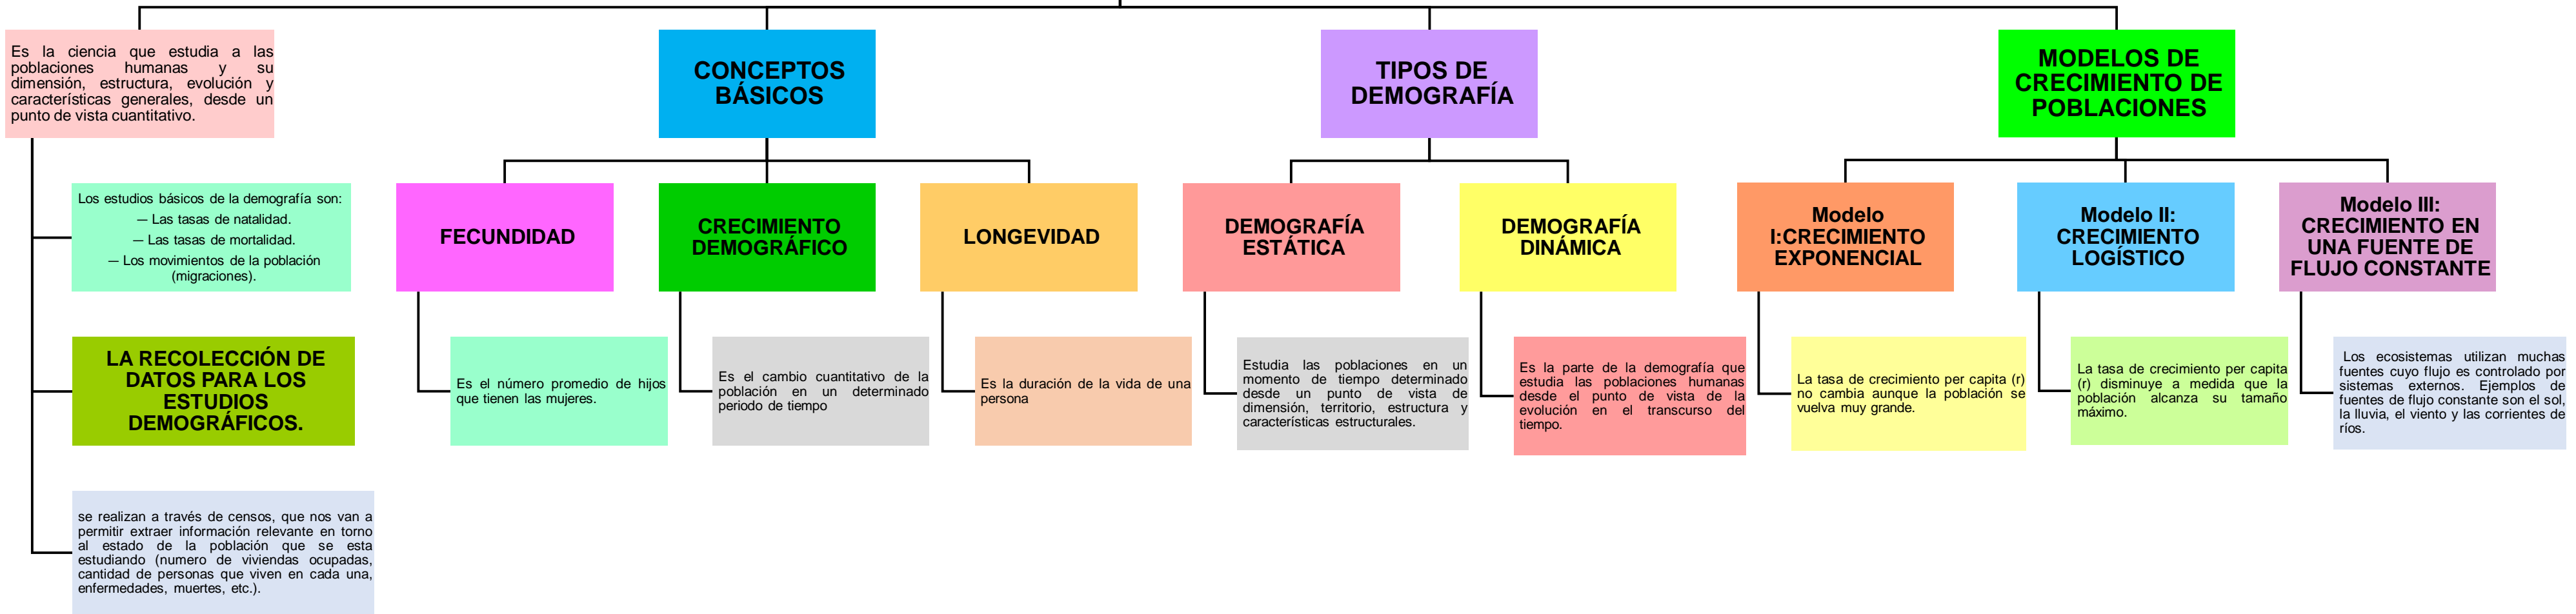 Es la ciencia que estudia a las
poblaciones humanas y su
dimensión, estructura, evolución y
características generales, desde un
punto de vista cuantitativo.
Los estudios básicos de la demografía son:
— Las tasas de natalidad.
— Las tasas de mortalidad.
— Los movimientos de la población
(migraciones).
LA RECOLECCIÓN DE
DATOS PARA LOS
ESTUDIOS
DEMOGRÁFICOS.
se realizan a través de censos, que nos van a
permitir extraer información relevante en torno
al estado de la población que se esta
estudiando (numero de viviendas ocupadas,
cantidad de personas que viven en cada una,
enfermedades, muertes, etc.).
CONCEPTOS
BÁSICOS
FECUNDIDAD
Es el número promedio de hijos
que tienen las mujeres.
CRECIMIENTO
DEMOGRÁFICO
Es el cambio cuantitativo de la
población en un determinado
periodo de tiempo
LONGEVIDAD
Es la duración de la vida de una
persona
TIPOS DE
DEMOGRAFÍA
DEMOGRAFÍA
ESTÁTICA
Estudia las poblaciones en un
momento de tiempo determinado
desde un punto de vista de
dimensión, territorio, estructura y
características estructurales.
DEMOGRAFÍA
DINÁMICA
Es la parte de la demografía que
estudia las poblaciones humanas
desde el punto de vista de la
evolución en el transcurso del
tiempo.
MODELOS DE
CRECIMIENTO DE
POBLACIONES
Modelo
I:CRECIMIENTO
EXPONENCIAL
La tasa de crecimiento per capita (r)
no cambia aunque la población se
vuelva muy grande.
Modelo II:
CRECIMIENTO
LOGÍSTICO
La tasa de crecimiento per capita
(r) disminuye a medida que la
población alcanza su tamaño
máximo.
Modelo III:
CRECIMIENTO EN
UNA FUENTE DE
FLUJO CONSTANTE
Los ecosistemas utilizan muchas
fuentes cuyo flujo es controlado por
sistemas externos. Ejemplos de
fuentes de flujo constante son el sol,
la lluvia, el viento y las corrientes de
ríos.